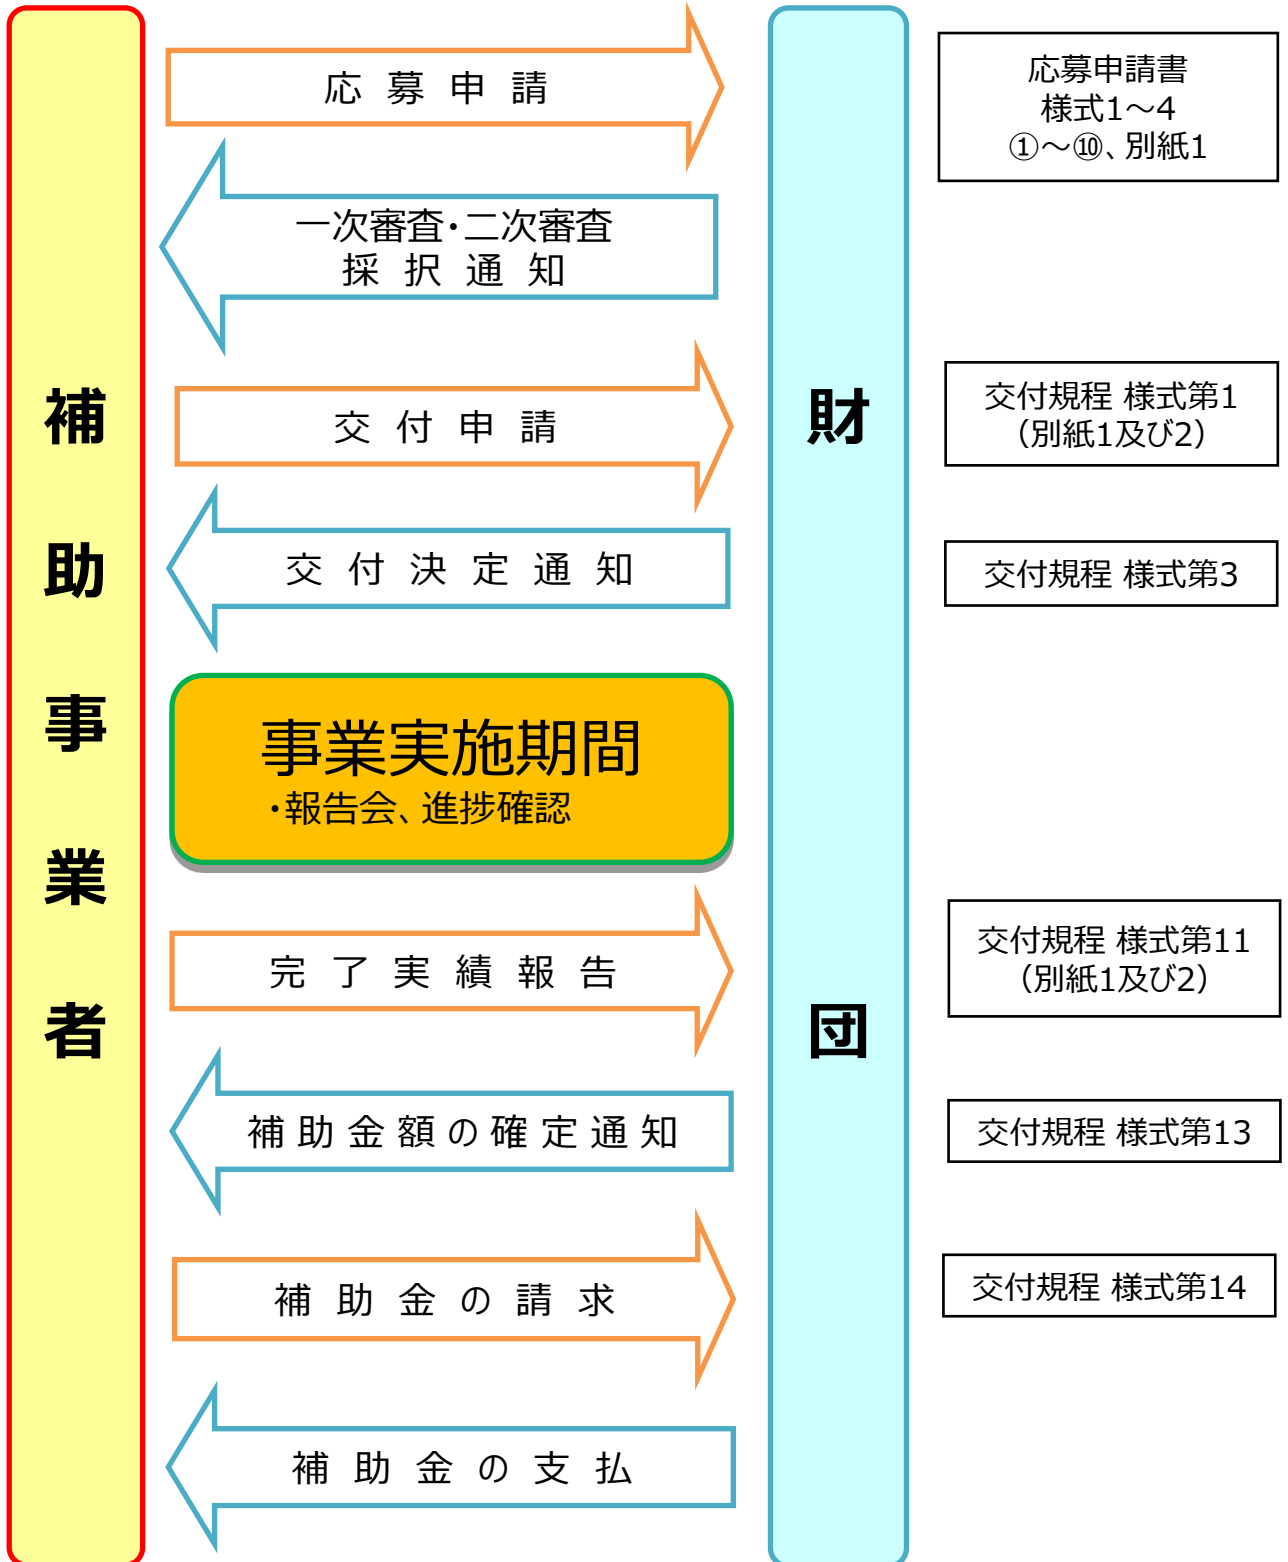 補助事業者
応募申請
一次審査・二次審査
採択通知
交付申請
交付決定通知
事業実施期間
・報告会、進捗確認
完了実績報告
補助金額の確定通知
補助金の請求
補助金の支払
財団
応募申請書
様式1～4
①～⑩、別紙1
交付規程 様式第1
（別紙1及び2）
交付規程 様式第3
交付規程 様式第11
（別紙1及び2）
交付規程 様式第13
交付規程 様式第14